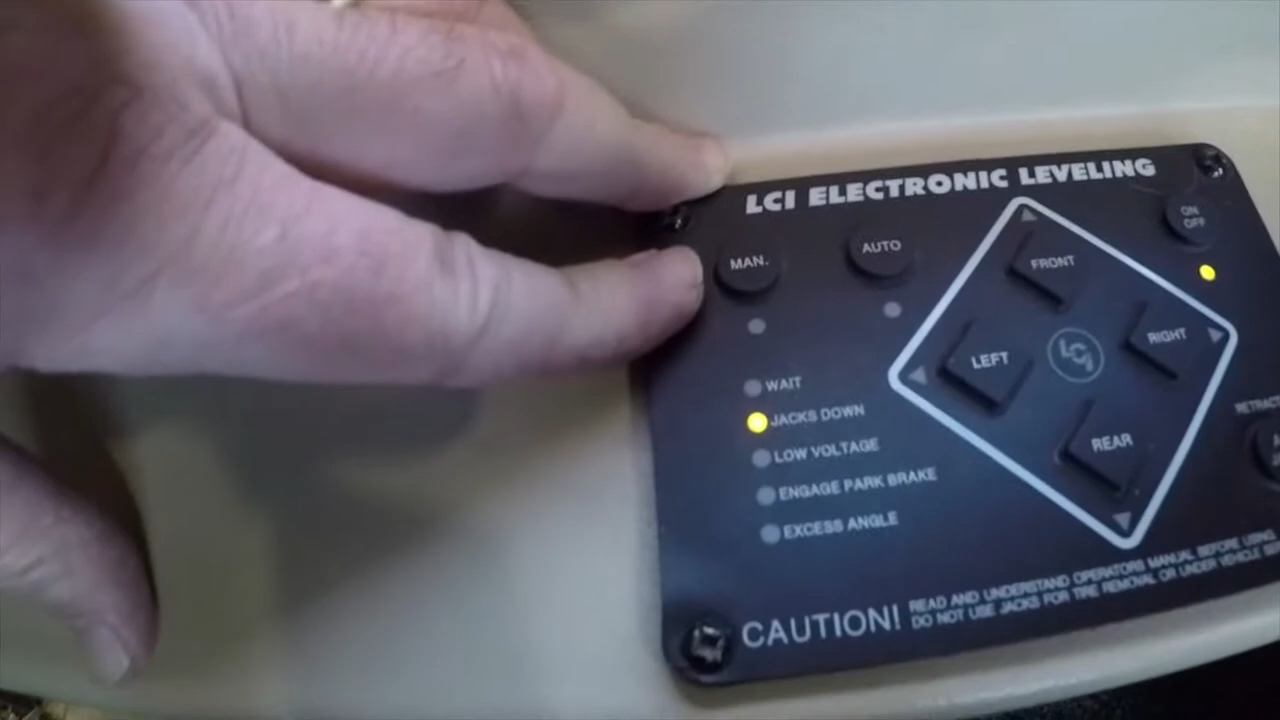 LCI ELECTRONIC LEVELING
ON
OFF
MAN.
AUTO
FRONT
LEFT
LCI
RIGHT
REAR
WAIT
JACKS DOWN
LOW VOLTAGE
ENGAGE PARK BRAKE
EXCESS ANGLE
CAUTION!
READ AND UNDERSTAND OPERATORS MANUAL BEFORE USING.
DO NOT USE JACKS FOR TIRE REMOVAL OR UNDER VEHICLE